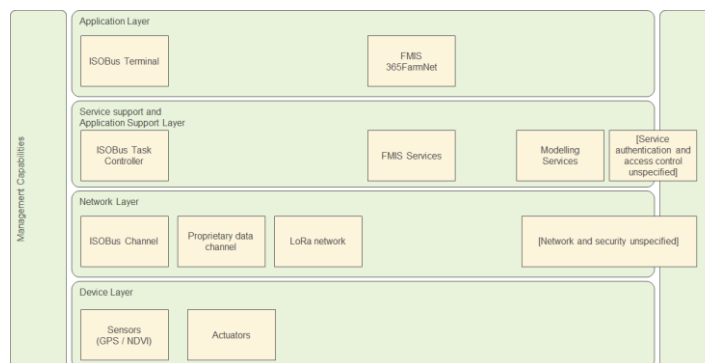 Application Layer
ISOBus Terminal
FMIS
365FarmNet
Management Capabilities
Service support and
Application Support Layer
ISOBus Task
Controller
FMIS Services
Modelling
Services
[Service
authentication and
access control
unspecified]
Network Layer
ISOBus Channel
Proprietary data
channel
LoRa network
[Network and security unspecified]
Device Layer
Sensors
(GPS / NDVI)
Actuators